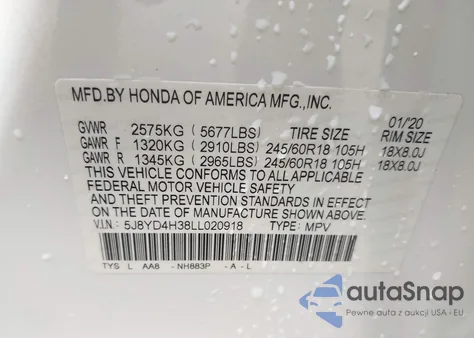 MFD.BY HONDA OF AMERICA MFG.,INC.
01/20
GVWR 2575KG ( 5677LBS) TIRE SIZE RIM SIZE
GAWR F 1320KG ( 2910LBS) 245/60R18 105H 18X8.0J
GAWR R 1345KG ( 2965LBS) 245/60R18 105H 18X8.0J
THIS VEHICLE CONFORMS TO ALL APPLICABLE
FEDERAL MOTOR VEHICLE SAFETY
AND THEFT PREVENTION STANDARDS IN EFFECT
ON THE DATE OF MANUFACTURE SHOWN ABOVE.
V.I.N: 5J8YD4H38LL020918 TYPE: MPV
TYS L AA8 - NH883P - A - L
autoSnap
Pewne auta z aukcji USA - EU